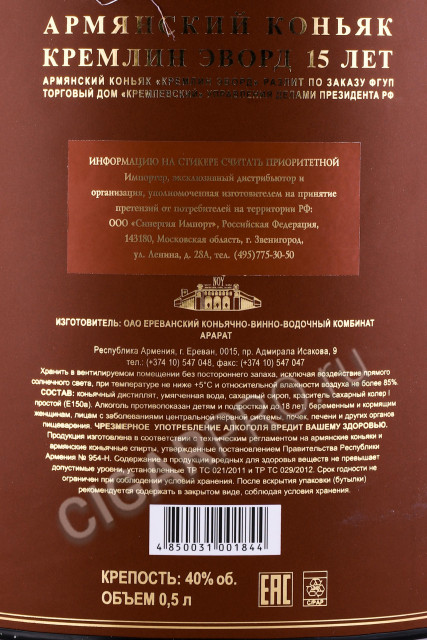 АРМЯНСКИЙ КОНЬЯК
КРЕМЛИН ЭВОРД 15 ЛЕТ
АРМЯНСКИЙ КОНЬЯК «КРЕМЛИН ЭВОРД» РАЗЛИТ ПО ЗАКАЗУ ФГУП
ТОРГОВЫЙ ДОМ «КРЕМЛЕВСКИЙ» УПРАВЛЕНИЯ ДЕЛАМИ ПРЕЗИДЕНТА РФ
ИНФОРМАЦИЮ НА СТИКЕРЕ СЧИТАТЬ ПРИОРИТЕТНОЙ
Импортер, эксклюзивный дистрибьютор и
организация, уполномоченная изготовителем на принятие
претензий от потребителей на территории РФ:
ООО «Синергия Импорт», Российская Федерация,
143180, Московская область, г. Звенигород,
ул. Ленина, д. 28А, тел. (495)775-30-50
NOY
ИЗГОТОВИТЕЛЬ: ОАО ЕРЕВАНСКИЙ КОНЬЯЧНО-ВИННО-ВОДОЧНЫЙ КОМБИНАТ
АРАРАТ
Республика Армения, г. Ереван, 0015, пр. Адмирала Исакова, 9
тел.: (+374 10) 547 048, факс: (+374 10) 547 047
Хранить в вентилируемом помещении без постороннего запаха, исключая воздействие прямого
солнечного света, при температуре не ниже +5°С и относительной влажности воздуха не более 85%.
СОСТАВ: коньячный дистиллят, умягченная вода, сахарный сироп, краситель сахарный колер I
простой (Е150а). Алкоголь противопоказан детям и подросткам до 18 лет, беременным и кормящим
женщинам, лицам с заболеваниями центральной нервной системы, почек, печени и других органов
пищеварения. ЧРЕЗМЕРНОЕ УПОТРЕБЛЕНИЕ АЛКОГОЛЯ ВРЕДИТ ВАШЕМУ ЗДОРОВЬЮ.
Продукция изготовлена в соответствии с Техническим регламентом на армянские коньяки и
армянские коньячные спирты, утвержденного постановлением Правительства Республики
Армения № 954-Н. Содержание в продукции вредных для здоровья веществ не превышает
допустимые уровни, установленные ТР ТС 021/2011 и ТР ТС 029/2012. Срок годности не
ограничен при соблюдении условий хранения. После вскрытия упаковки (бутылки)
рекомендуется содержать в закрытом виде, соблюдая условия хранения.
CIGARPRO.RU
4 850031 001844
КРЕПОСТЬ: 40% об.
ОБЪЕМ 0,5 л
EAC
C/PAP